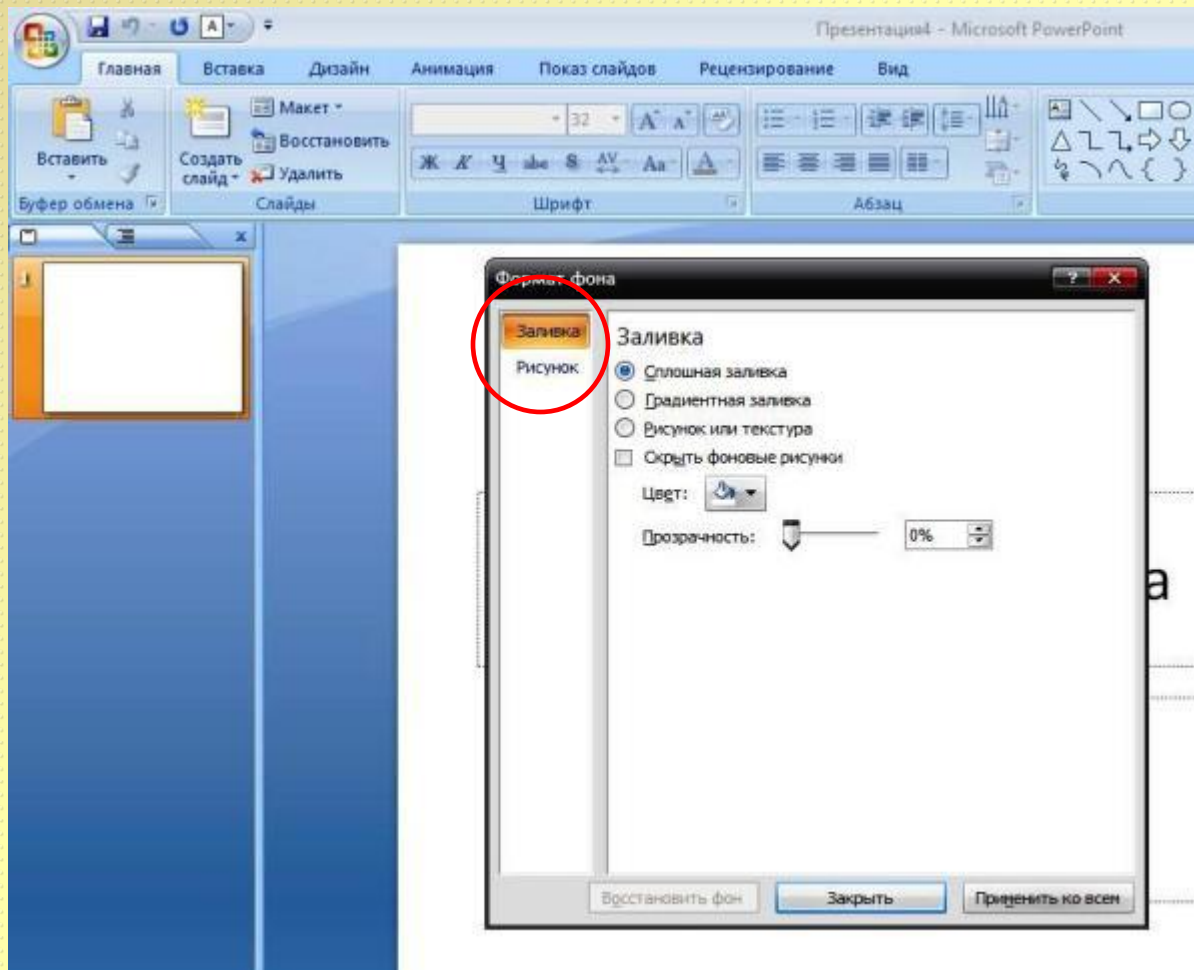 Презентация4 - Microsoft PowerPoint
Главная Вставка Дизайн Анимация Показ слайдов Рецензирование Вид
Вставить
Создать слайд
Макет
Восстановить
Удалить
32
Ж К Ч abc S AV Aa А
Буфер обмена Слайды Шрифт Абзац
1
Формат фона
Заливка
Рисунок
Заливка
Сплошная заливка
Градиентная заливка
Рисунок или текстура
Скрыть фоновые рисунки
Цвет:
Прозрачность: 0%
а
Восстановить фон Закрыть Применить ко всем